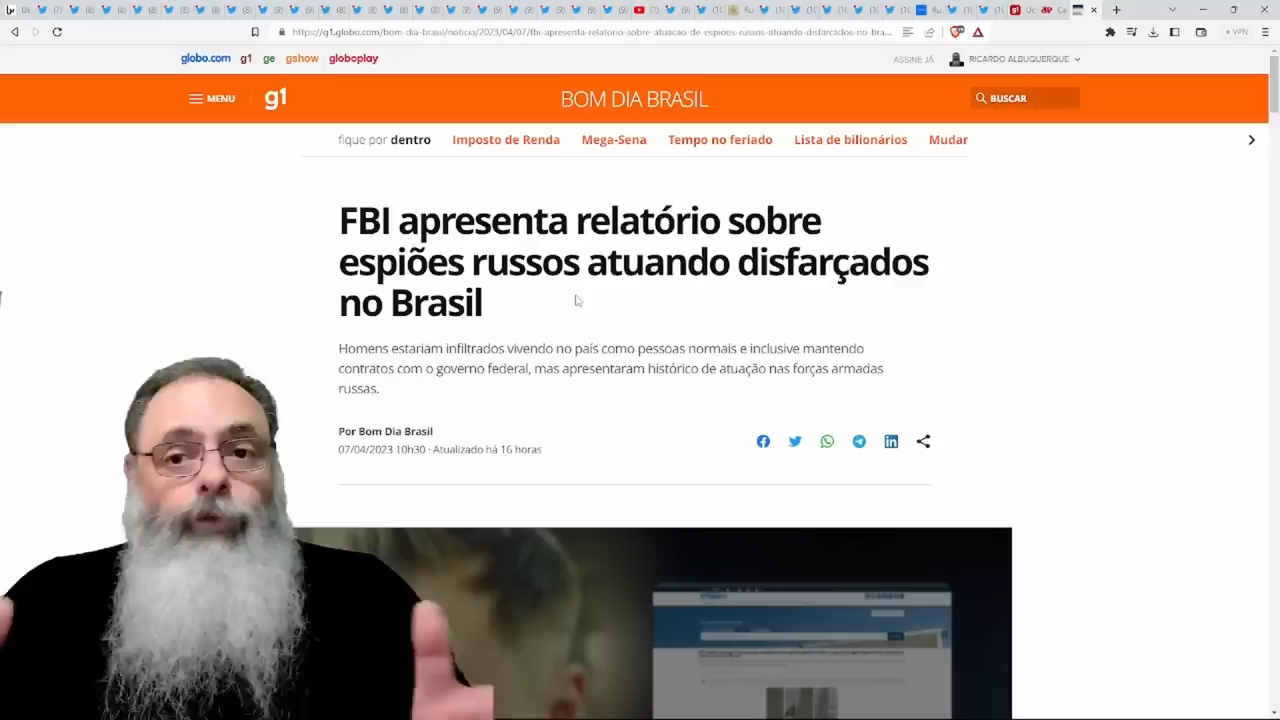 https://g1.globo.com/bom-dia-brasil/noticia/2023/04/07/fbi-apresenta-relatorio-sobre-atuacao-de-espioes-russos-atuando-disfarcados-no-bra...
VPN
globo.com g1 ge gshow globoplay
ASSINE JÁ
RICARDO ALBUQUERQUE
MENU
g1
BOM DIA BRASIL
BUSCAR
fique por dentro
Imposto de Renda
Mega-Sena
Tempo no feriado
Lista de bilionários
Mudar
FBI apresenta relatório sobre
espiões russos atuando disfarçados
no Brasil
Homens estariam infiltrados vivendo no país como pessoas normais e inclusive mantendo
contratos com o governo federal, mas apresentaram histórico de atuação nas forças armadas
russas.
Por Bom Dia Brasil
07/04/2023 10h30 · Atualizado há 16 horas